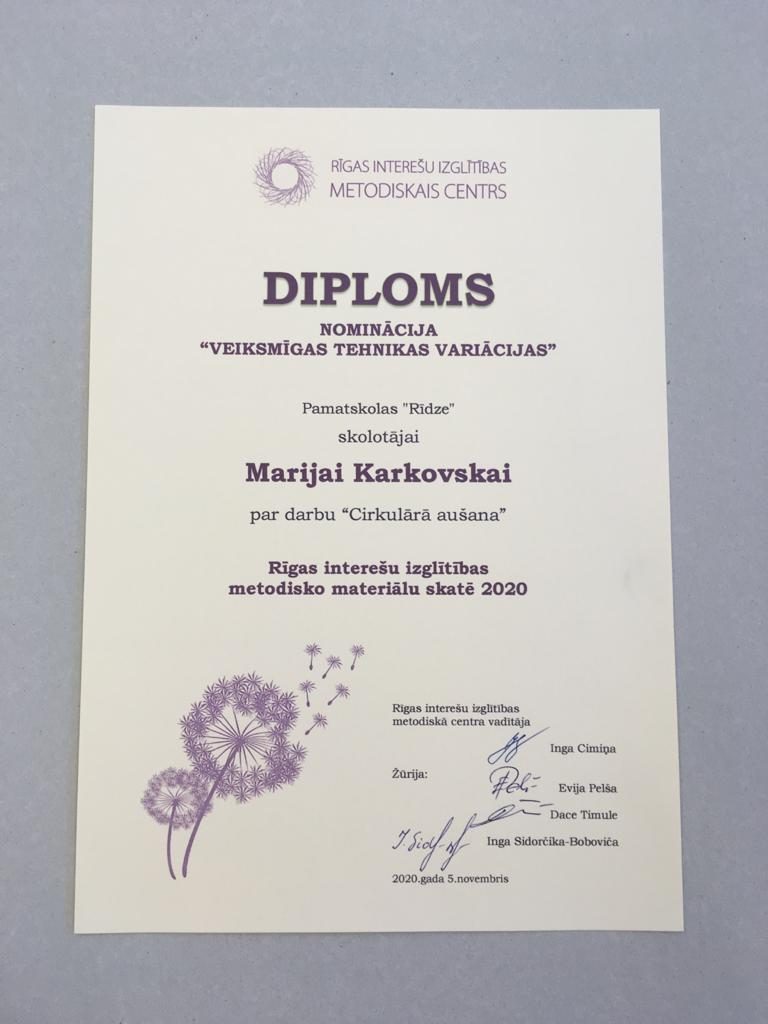 RĪGAS INTEREŠU IZGLĪTĪBAS
METODISKAIS CENTRS
DIPLOMS
NOMINĀCIJA
“VEIKSMĪGAS TEHNIKAS VARIĀCIJAS”
Pamatskolas "Rīdze"
skolotājai
Marijai Karkovskai
par darbu “Cirkulārā aušana”
Rīgas interešu izglītības
metodisko materiālu skatē 2020
Rīgas interešu izglītības
metodiskā centra vadītāja
Inga Cimiņa
Žūrija:
Evija Pelša
Dace Timule
Inga Sidorčika-Boboviča
2020.gada 5.novembris